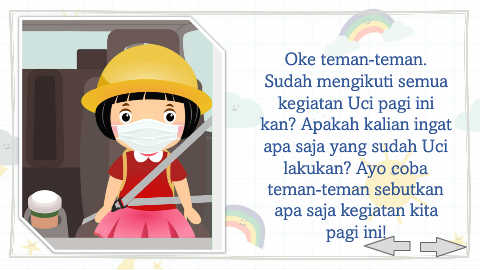 Oke teman-teman.
Sudah mengikuti semua
kegiatan Uci pagi ini
kan? Apakah kalian ingat
apa saja yang sudah Uci
lakukan? Ayo coba
teman-teman sebutkan
apa saja kegiatan kita
pagi ini!